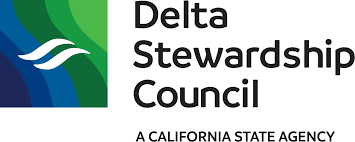 Delta
Stewardship
Council
A CALIFORNIA STATE AGENCY